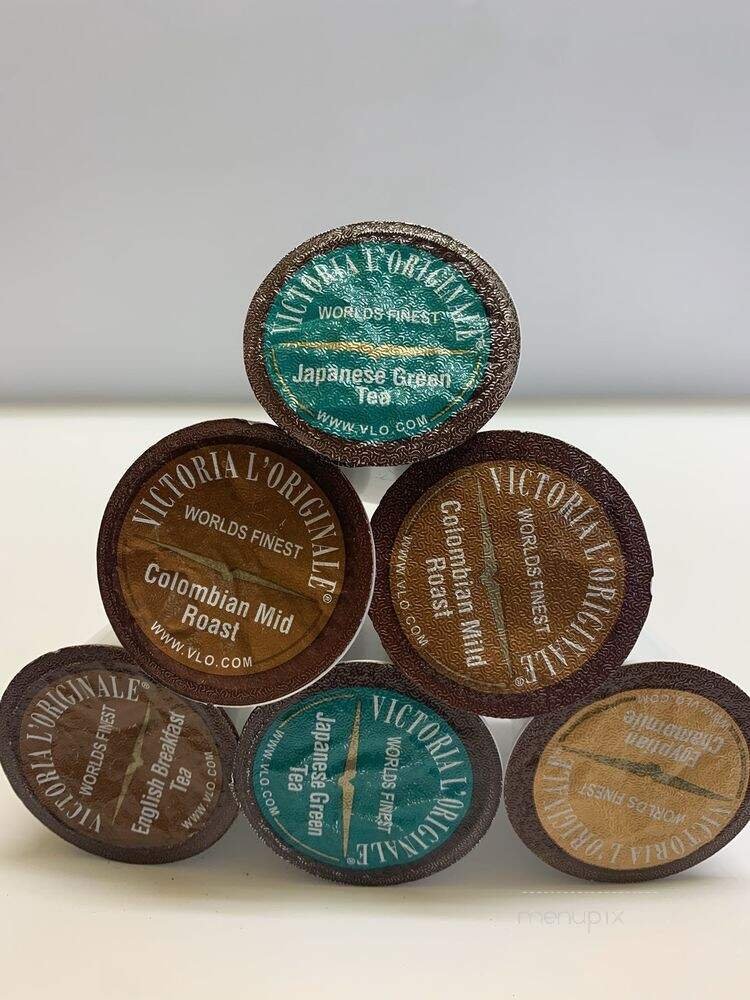 VICTORIA L'ORIGINALE
WORLDS FINEST
Japanese Green
Tea
WWW.VLO.COM
VICTORIA L'ORIGINALE®
WORLDS FINEST
Colombian Mid
Roast
WWW.VLO.COM
VICTORIA L'ORIGINALE®
WORLDS FINEST
Colombian Mild
Roast
WWW.VLO.COM
VICTORIA L'ORIGINALE®
WORLDS FINEST
English Breakfast
Tea
WWW.VLO.COM
VICTORIA L'ORIGINALE®
WORLDS FINEST
Japanese Green
Tea
WWW.VLO.COM
VICTORIA L'ORIGINALE
WORLDS FINEST
Egyptian
Chamomile
WWW.VLO.COM
menupix